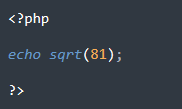 <?php
echo sqrt(81);
?>